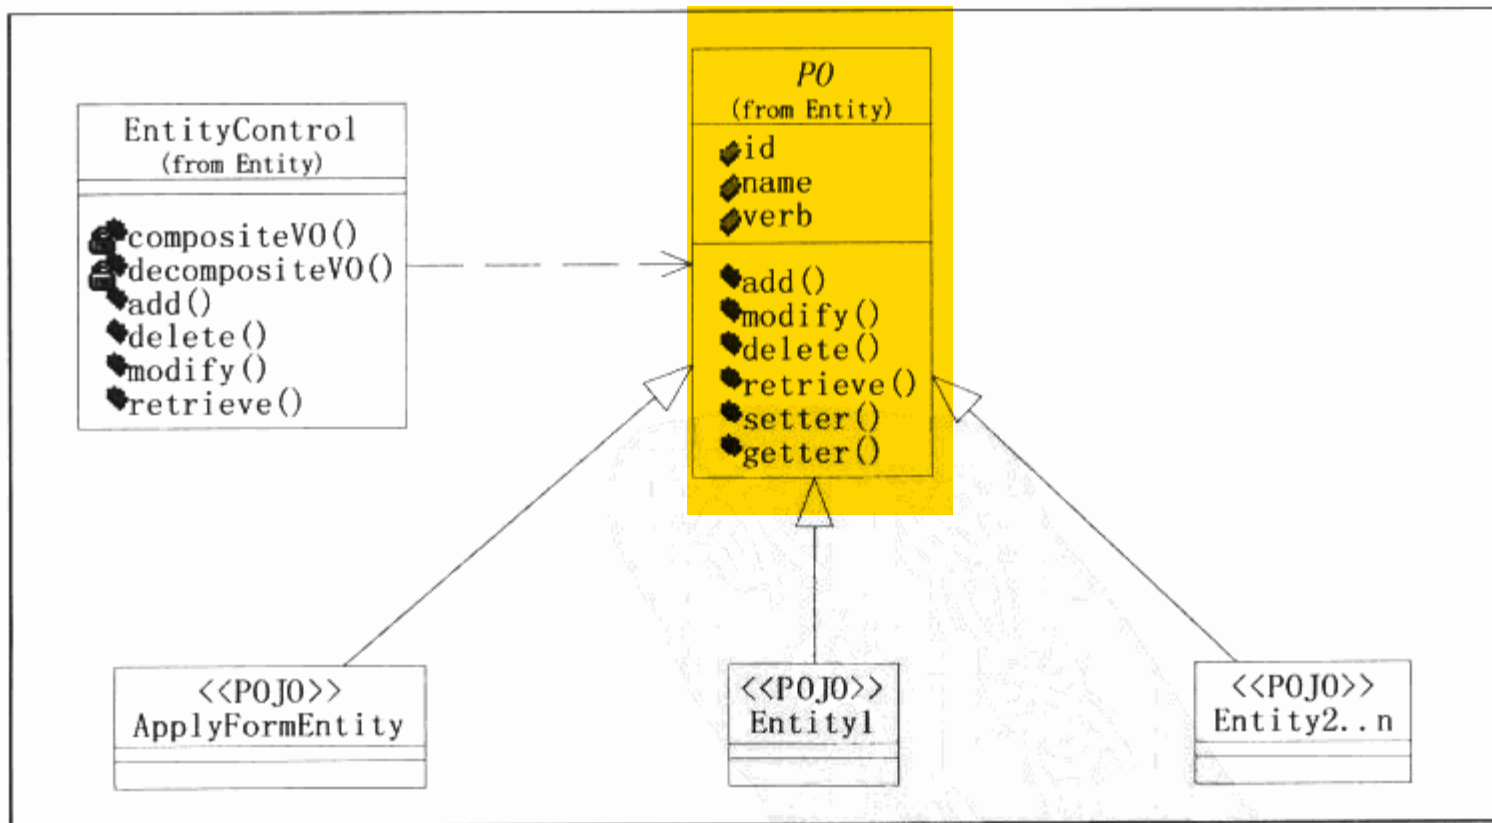 EntityControl
(from Entity)
compositeVO()
decompositeVO()
add()
delete()
modify()
retrieve()
PO
(from Entity)
id
name
verb
add()
modify()
delete()
retrieve()
setter()
getter()
<<POJO>>
ApplyFormEntity
<<POJO>>
Entity1
<<POJO>>
Entity2..n